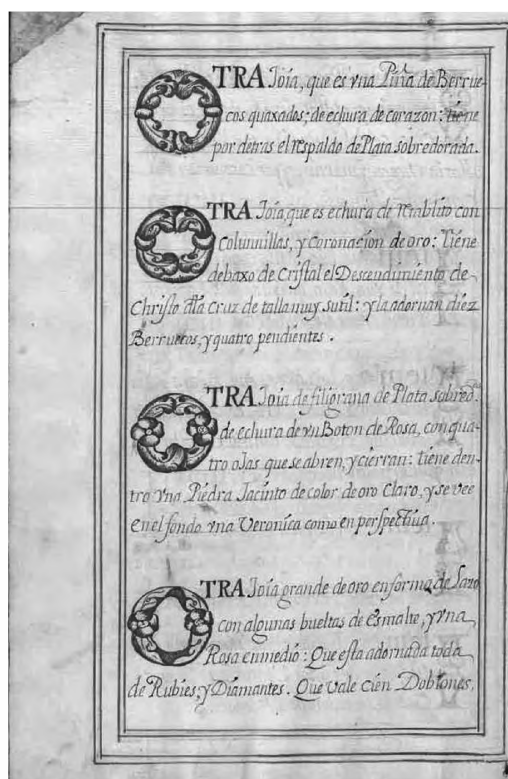 OTRA Joia, que es vna Piña de Berrue-
cos quaxados; de echura de corazon: tiene
por detras el respaldo de Plata sobredorada.
OTRA Joia, que es echura de retablito con
Colunnillas, y Coronacion de oro: Tiene
debaxo de Cristal el Descendimiento de
Christo dla Cruz de talla muy sutil: y la adornan diez
Berruecos, y quatro pendientes.
OTRA Joia de filigrana de Plata sobred.ª
de echura de vn Boton de Rosa, con qua-
tro ojas que se abren, y cierran: tiene den-
tro vna Piedra Jacinto de color de oro Claro, y se vee
en el fondo vna Veronica como en perspectiua.
OTRA Joia grande de oro en forma de Lazo
con algunas bueltas de Esmalte, y vna
Rosa enmedio: Que esta adornada toda
de Rubies; y Diamantes. Que vale cien Doblones.